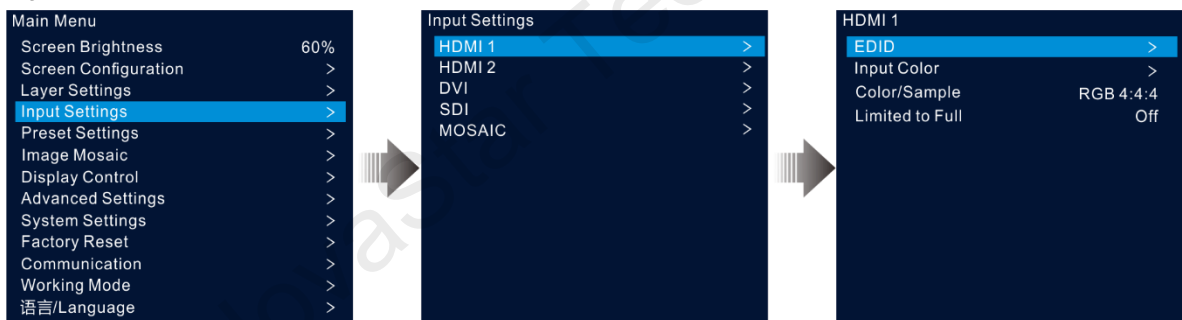 Main Menu
Screen Brightness 60%
Screen Configuration >
Layer Settings >
Input Settings >
Preset Settings >
Image Mosaic >
Display Control >
Advanced Settings >
System Settings >
Factory Reset >
Communication >
Working Mode >
语言/Language >
Input Settings
HDMI 1 >
HDMI 2 >
DVI >
SDI >
MOSAIC >
HDMI 1
EDID >
Input Color >
Color/Sample RGB 4:4:4
Limited to Full Off